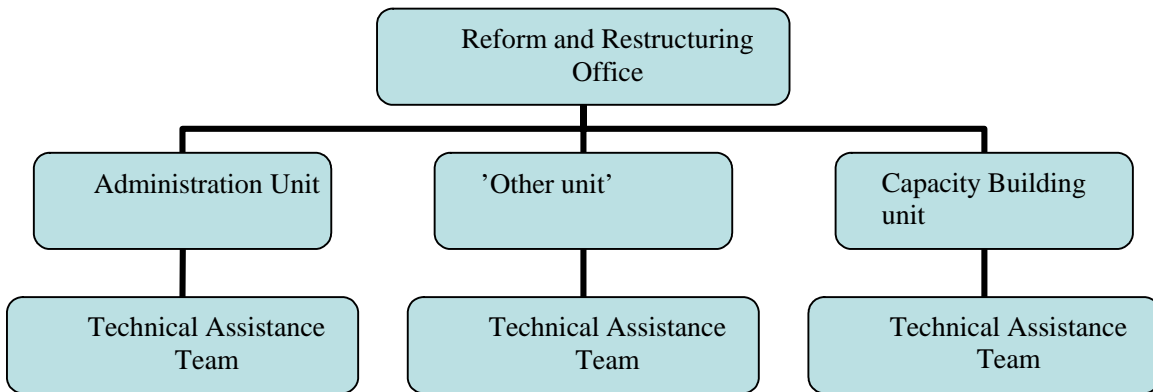 Reform and Restructuring
Office
Administration Unit
’Other unit’
Capacity Building
unit
Technical Assistance
Team
Technical Assistance
Team
Technical Assistance
Team